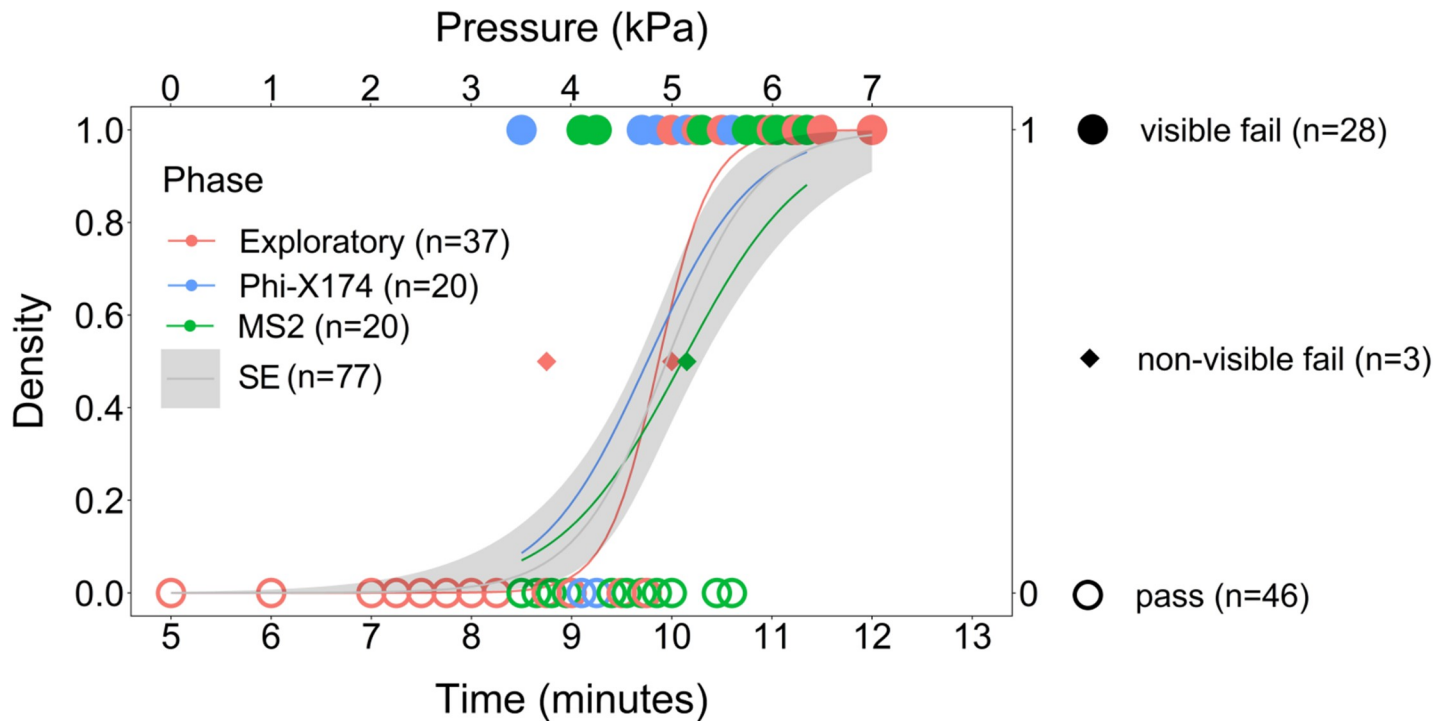 Pressure (kPa)
0 1 2 3 4 5 6 7
1.0 1 visible fail (n=28)
Phase
0.8
Exploratory (n=37)
Phi-X174 (n=20)
0.6
MS2 (n=20)
non-visible fail (n=3)
SE (n=77)
0.4
Density
0.2
0.0 0 pass (n=46)
5 6 7 8 9 10 11 12 13
Time (minutes)